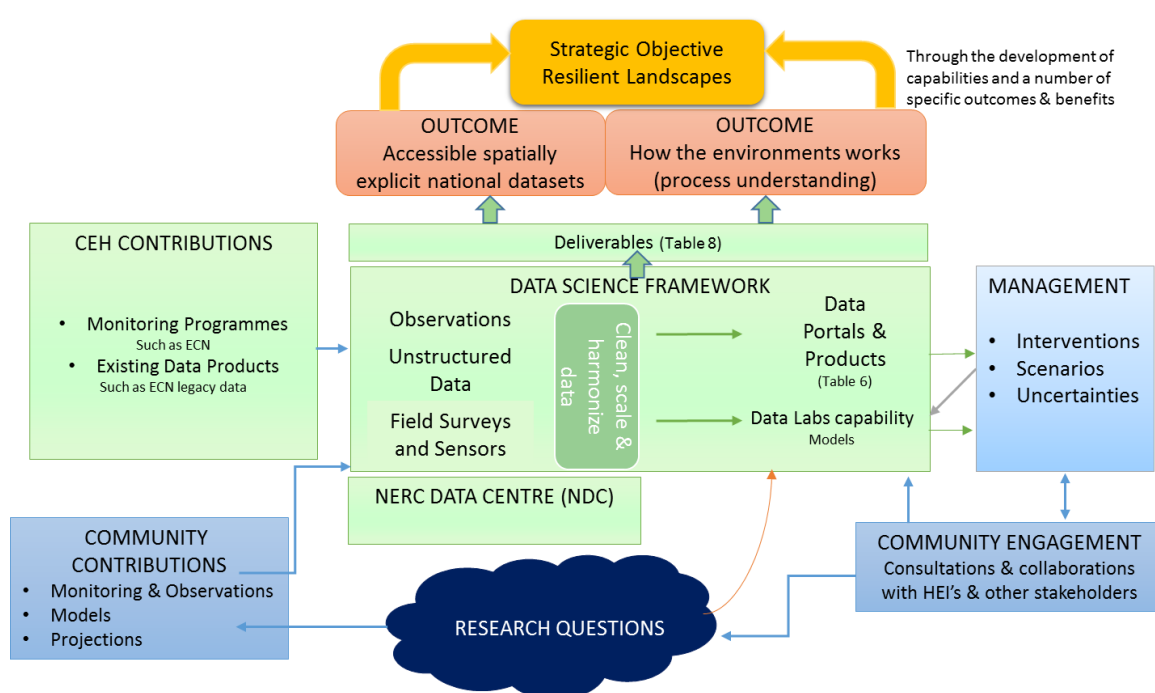 Strategic Objective
Resilient Landscapes
Through the development of
capabilities and a number of
specific outcomes & benefits
OUTCOME
Accessible spatially
explicit national datasets
OUTCOME
How the environments works
(process understanding)
CEH CONTRIBUTIONS
• Monitoring Programmes
Such as ECN
• Existing Data Products
Such as ECN legacy data
Deliverables (Table 8)
DATA SCIENCE FRAMEWORK
Observations
Unstructured
Data
Field Surveys
and Sensors
Clean, scale &
harmonize
data
Data
Portals &
Products
(Table 6)
Data Labs capability
Models
MANAGEMENT
• Interventions
• Scenarios
• Uncertainties
NERC DATA CENTRE (NDC)
COMMUNITY
CONTRIBUTIONS
• Monitoring & Observations
• Models
• Projections
RESEARCH QUESTIONS
COMMUNITY ENGAGEMENT
Consultations & collaborations
with HEI's & other stakeholders